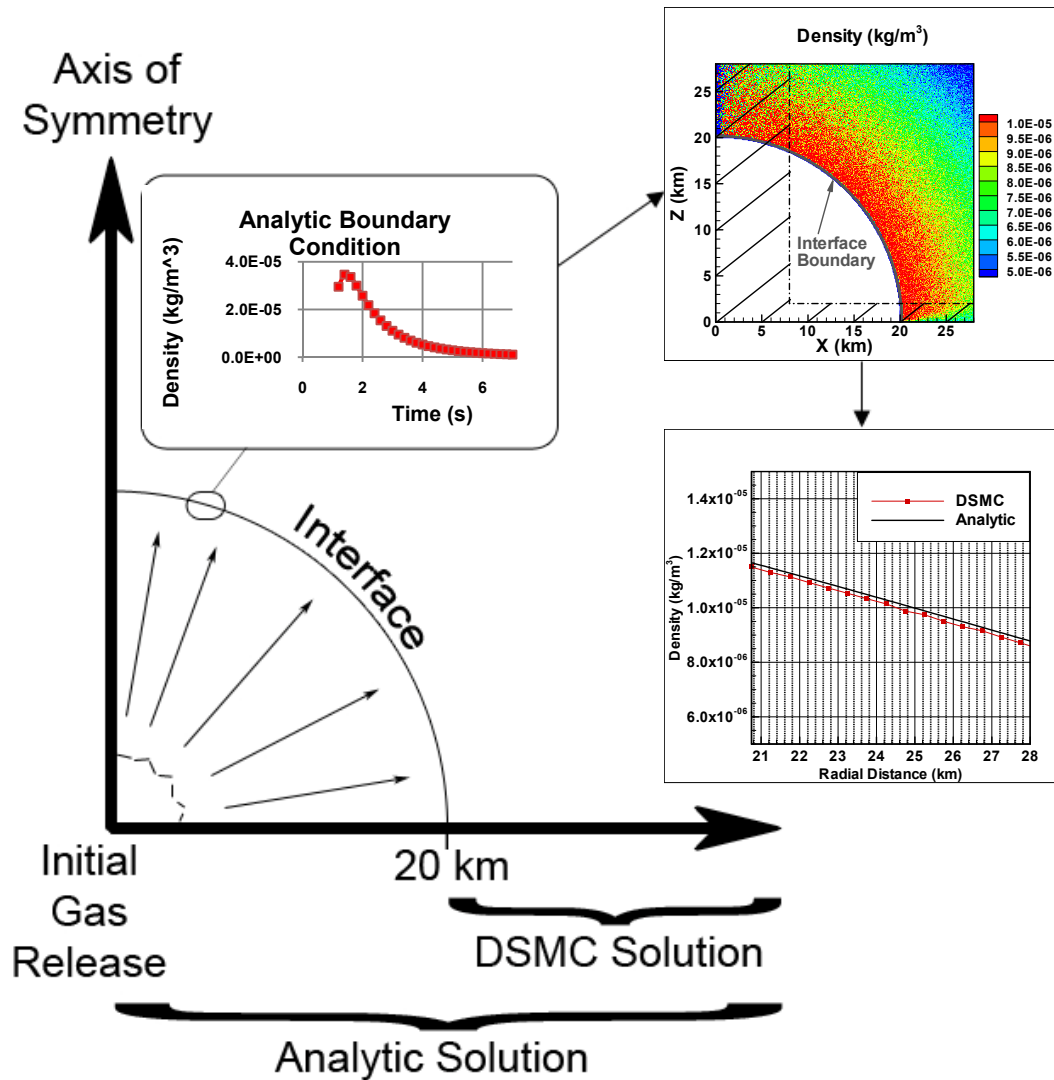 Axis of
Symmetry
Analytic Boundary
Condition
Density (kg/m^3)
4.0E-05
2.0E-05
0.0E+00
0 2 4 6
Time (s)
Density (kg/m³)
Z (km)
25
20
15
10
5
0
0 5 10 15 20 25
X (km)
Interface
Boundary
1.0E-05
9.5E-06
9.0E-06
8.5E-06
8.0E-06
7.5E-06
7.0E-06
6.5E-06
6.0E-06
5.5E-06
5.0E-06
Density (kg/m³)
1.4x10⁻⁰⁵
1.2x10⁻⁰⁵
1.0x10⁻⁰⁵
8.0x10⁻⁰⁶
6.0x10⁻⁰⁶
DSMC
Analytic
21 22 23 24 25 26 27 28
Radial Distance (km)
Interface
Initial
Gas
Release
20 km
DSMC Solution
Analytic Solution